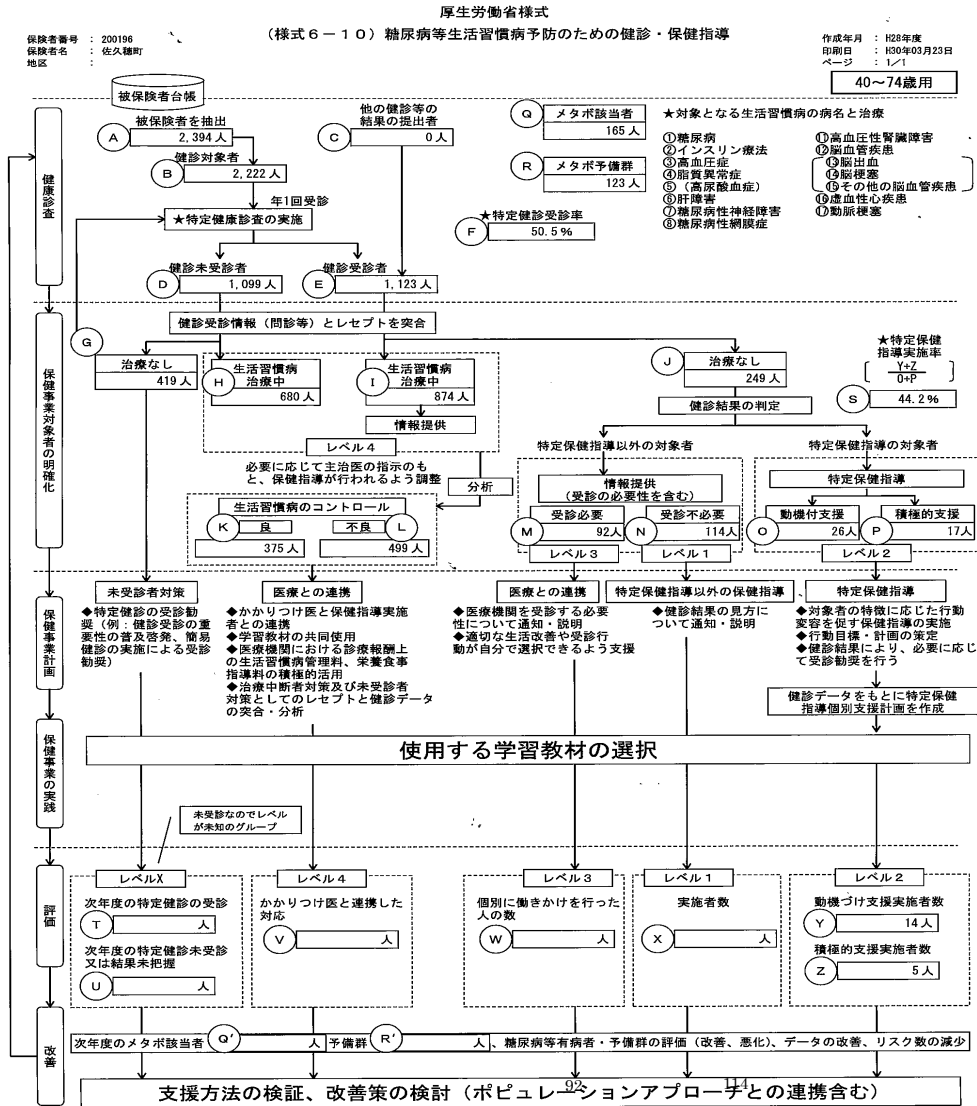 厚生労働省様式
(様式6-10) 糖尿病等生活習慣病予防のための健診・保健指導
保険者番号 : 200196
保険者名 : 佐久穂町
地区 :
作成年月 : H28年度
印刷日 : H30年03月23日
ページ : 1/1
40~74歳用
被保険者台帳
被保険者を抽出
A 2,394人
健診対象者
B 2,222人
年1回受診
★特定健康診査の実施
他の健診等の
結果の提出者
C 0人
Q メタボ該当者
165人
R メタボ予備群
123人
★特定健診受診率
F 50.5%
★対象となる生活習慣病の病名と治療
①糖尿病
②インスリン療法
③高血圧症
④脂質異常症
⑤(高尿酸血症)
⑥肝障害
⑦糖尿病性神経障害
⑧糖尿病性網膜症
⑪高血圧性腎臓障害
⑫脳血管疾患
⑬脳出血
⑭脳梗塞
⑮その他の脳血管疾患
⑯虚血性心疾患
⑰動脈梗塞
健康診査
健診未受診者
D 1,099人
健診受診者
E 1,123人
保健事業対象者の明確化
健診受診情報(問診等)とレセプトを突合
G
治療なし
419人
H 生活習慣病
治療中
680人
I 生活習慣病
治療中
874人
情報提供
レベル4
J 治療なし
249人
健診結果の判定
★特定保健
指導実施率
Y+Z
O+P
S 44.2%
必要に応じて主治医の指示のも
と、保健指導が行われるよう調整
分析
生活習慣病のコントロール
K 良
不良 L
375人
499人
特定保健指導以外の対象者
情報提供
(受診の必要性を含む)
M 受診必要
92人
N 受診不必要
114人
レベル3
レベル1
特定保健指導の対象者
特定保健指導
O 動機付支援
26人
P 積極的支援
17人
レベル2
保健事業計画
未受診者対策
◆特定健診の受診勧
奨(例:健診受診の重
要性の普及啓発、簡易
健診の実施による受診
勧奨)
医療との連携
◆かかりつけ医と保健指導実施
者との連携
◆学習教材の共同使用
◆医療機関における診療報酬上
の生活習慣病管理料、栄養食事
指導料の積極的活用
◆治療中断者対策及び未受診者
対策としてのレセプトと健診データ
の突合・分析
医療との連携
◆医療機関を受診する必要
性について通知・説明
◆適切な生活改善や受診行
動が自分で選択できるよう支援
特定保健指導以外の保健指導、
◆健診結果の見方に
ついて通知・説明
特定保健指導
◆対象者の特徴に応じた行動
変容を促す保健指導の実施
◆行動目標・計画の策定
◆健診結果により、必要に応じ
て受診勧奨を行う
健診データをもとに特定保健
指導個別支援計画を作成
保健事業の実践
使用する学習教材の選択
未受診なのでレベル
が未知のグループ
評価
レベルX
次年度の特定健診の受診
T 人
次年度の特定健診未受診
又は結果未把握
U 人
レベル4
かかりつけ医と連携した
対応
V 人
レベル3
個別に働きかけを行った
人の数
W 人
レベル1
実施者数
X 人
レベル2
動機づけ支援実施者数
Y 14人
積極的支援実施者数
Z 5人
改善
次年度のメタボ該当者 Q' 人 予備群 R' 人、糖尿病等有病者・予備群の評価(改善、悪化)、データの改善、リスク数の減少
支援方法の検証、改善策の検討(ポピュレーションアプローチとの連携含む)
92
114